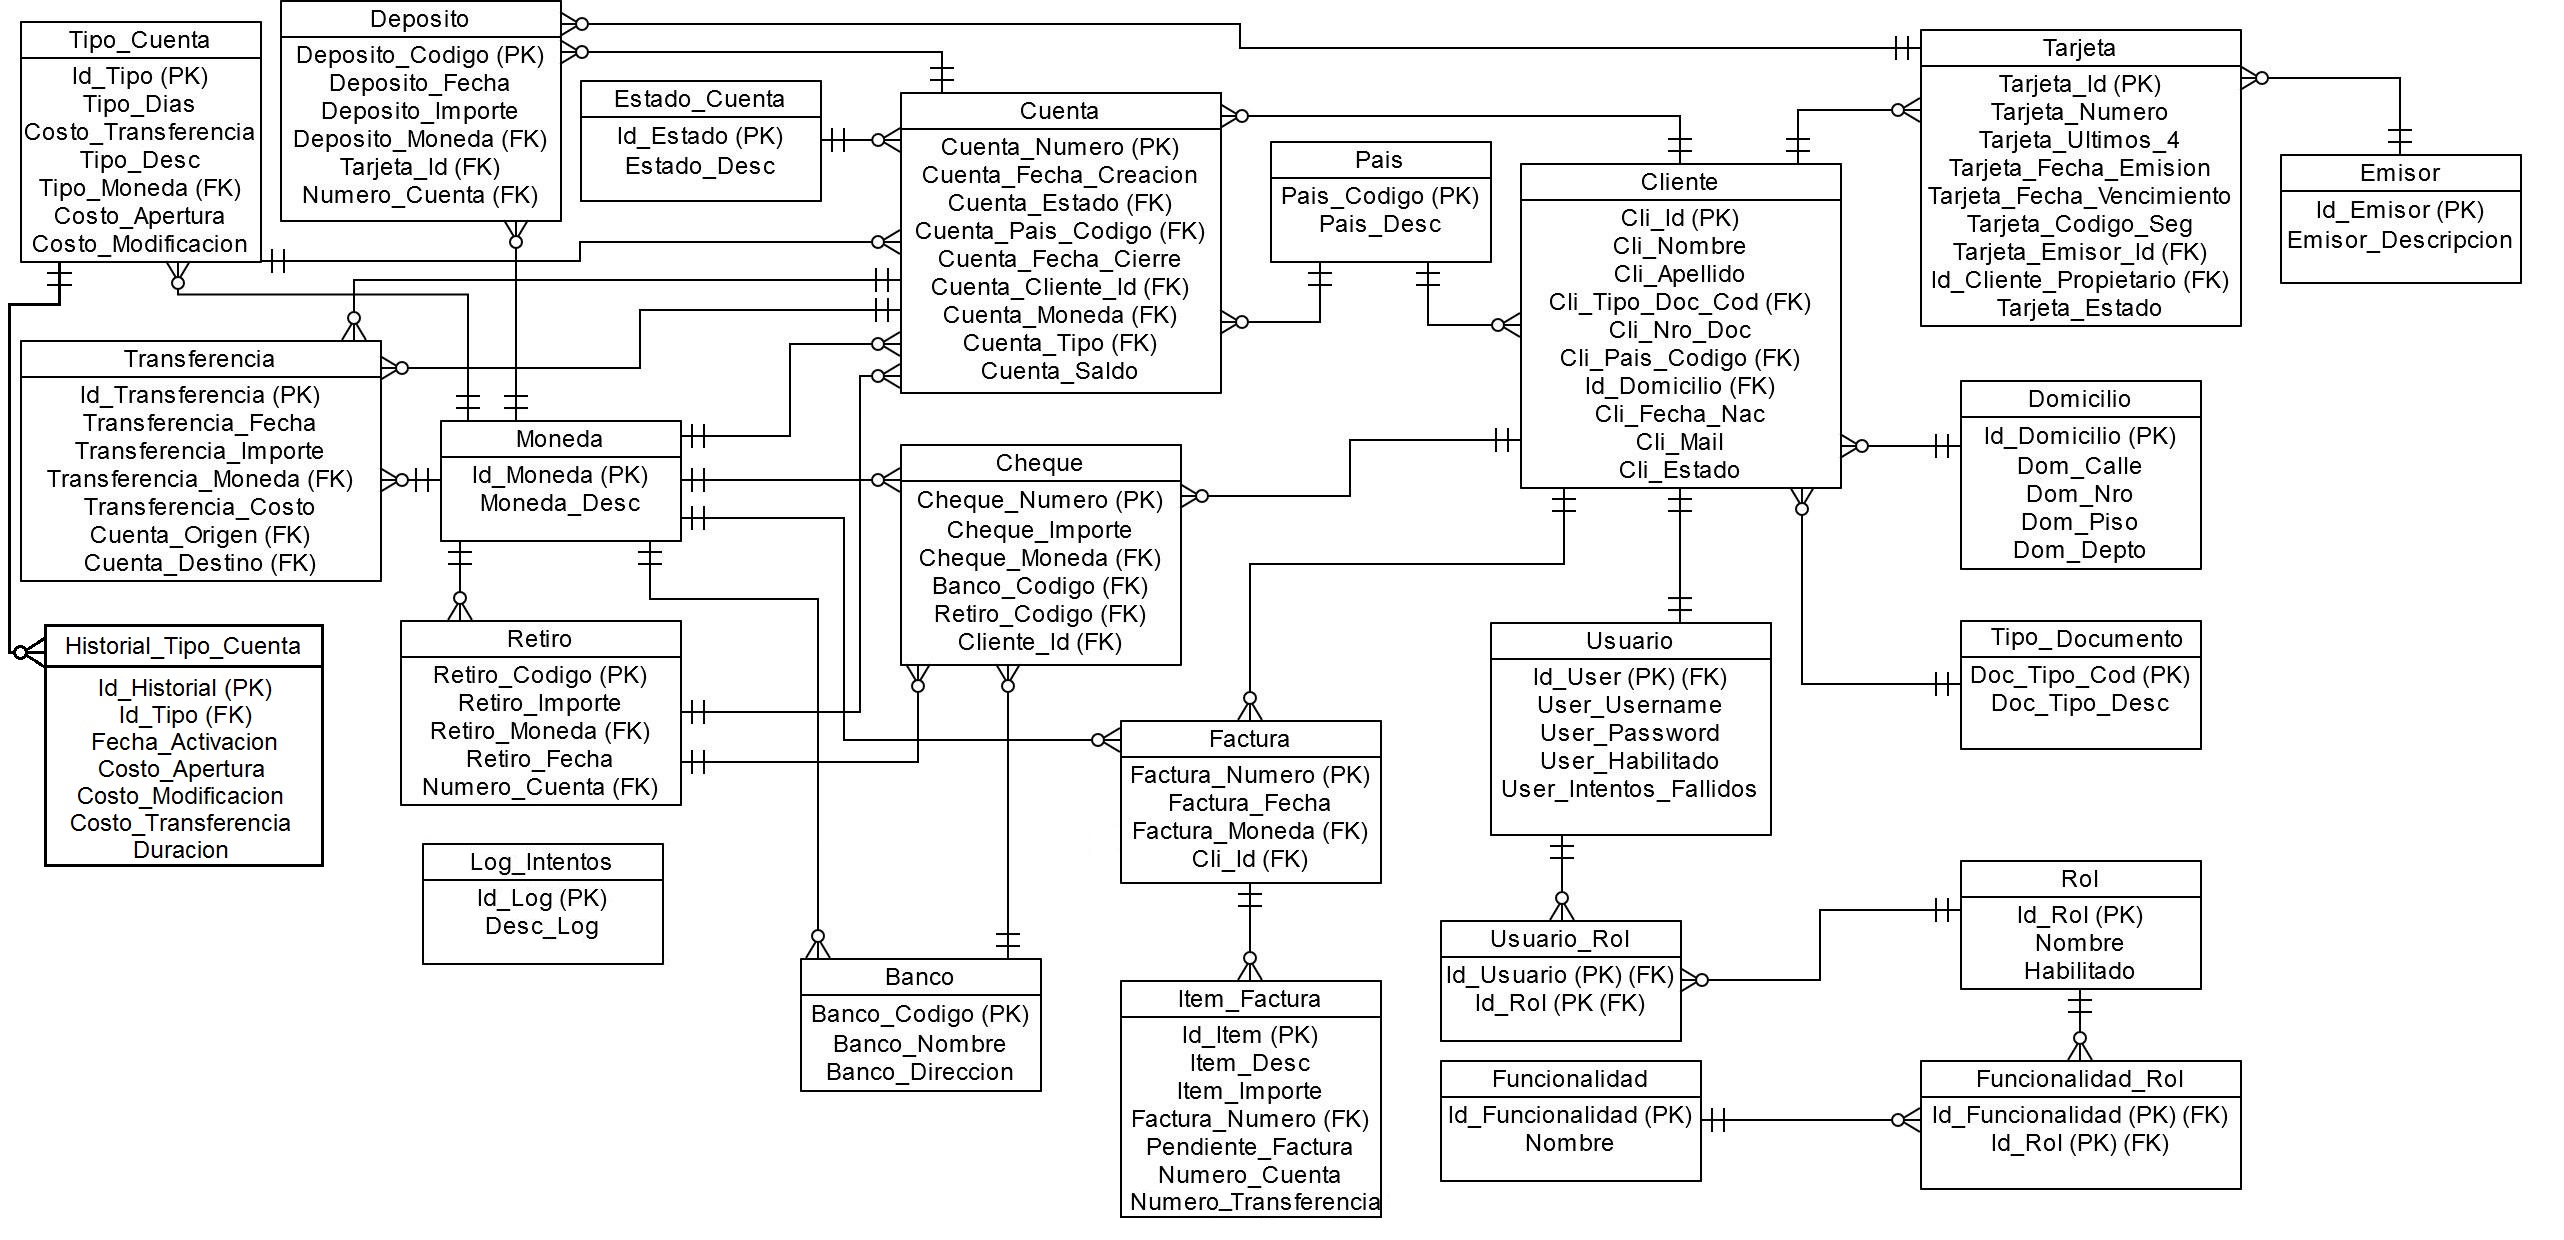 Tipo_Cuenta
Id_Tipo (PK)
Tipo_Dias
Costo_Transferencia
Tipo_Desc
Tipo_Moneda (FK)
Costo_Apertura
Costo_Modificacion
Deposito
Deposito_Codigo (PK)
Deposito_Fecha
Deposito_Importe
Deposito_Moneda (FK)
Tarjeta_Id (FK)
Numero_Cuenta (FK)
Estado_Cuenta
Id_Estado (PK)
Estado_Desc
Cuenta
Cuenta_Numero (PK)
Cuenta_Fecha_Creacion
Cuenta_Estado (FK)
Cuenta_Pais_Codigo (FK)
Cuenta_Fecha_Cierre
Cuenta_Cliente_Id (FK)
Cuenta_Moneda (FK)
Cuenta_Tipo (FK)
Cuenta_Saldo
Pais
Pais_Codigo (PK)
Pais_Desc
Cliente
Cli_Id (PK)
Cli_Nombre
Cli_Apellido
Cli_Tipo_Doc_Cod (FK)
Cli_Nro_Doc
Cli_Pais_Codigo (FK)
Id_Domicilio (FK)
Cli_Fecha_Nac
Cli_Mail
Cli_Estado
Tarjeta
Tarjeta_Id (PK)
Tarjeta_Numero
Tarjeta_Ultimos_4
Tarjeta_Fecha_Emision
Tarjeta_Fecha_Vencimiento
Tarjeta_Codigo_Seg
Tarjeta_Emisor_Id (FK)
Id_Cliente_Propietario (FK)
Tarjeta_Estado
Emisor
Id_Emisor (PK)
Emisor_Descripcion
Transferencia
Id_Transferencia (PK)
Transferencia_Fecha
Transferencia_Importe
Transferencia_Moneda (FK)
Transferencia_Costo
Cuenta_Origen (FK)
Cuenta_Destino (FK)
Moneda
Id_Moneda (PK)
Moneda_Desc
Cheque
Cheque_Numero (PK)
Cheque_Importe
Cheque_Moneda (FK)
Banco_Codigo (FK)
Retiro_Codigo (FK)
Cliente_Id (FK)
Domicilio
Id_Domicilio (PK)
Dom_Calle
Dom_Nro
Dom_Piso
Dom_Depto
Historial_Tipo_Cuenta
Id_Historial (PK)
Id_Tipo (FK)
Fecha_Activacion
Costo_Apertura
Costo_Modificacion
Costo_Transferencia
Duracion
Retiro
Retiro_Codigo (PK)
Retiro_Importe
Retiro_Moneda (FK)
Retiro_Fecha
Numero_Cuenta (FK)
Usuario
Id_User (PK) (FK)
User_Username
User_Password
User_Habilitado
User_Intentos_Fallidos
Tipo_Documento
Doc_Tipo_Cod (PK)
Doc_Tipo_Desc
Factura
Factura_Numero (PK)
Factura_Fecha
Factura_Moneda (FK)
Cli_Id (FK)
Log_Intentos
Id_Log (PK)
Desc_Log
Banco
Banco_Codigo (PK)
Banco_Nombre
Banco_Direccion
Item_Factura
Id_Item (PK)
Item_Desc
Item_Importe
Factura_Numero (FK)
Pendiente_Factura
Numero_Cuenta
Numero_Transferencia
Usuario_Rol
Id_Usuario (PK) (FK)
Id_Rol (PK (FK)
Rol
Id_Rol (PK)
Nombre
Habilitado
Funcionalidad
Id_Funcionalidad (PK)
Nombre
Funcionalidad_Rol
Id_Funcionalidad (PK) (FK)
Id_Rol (PK) (FK)